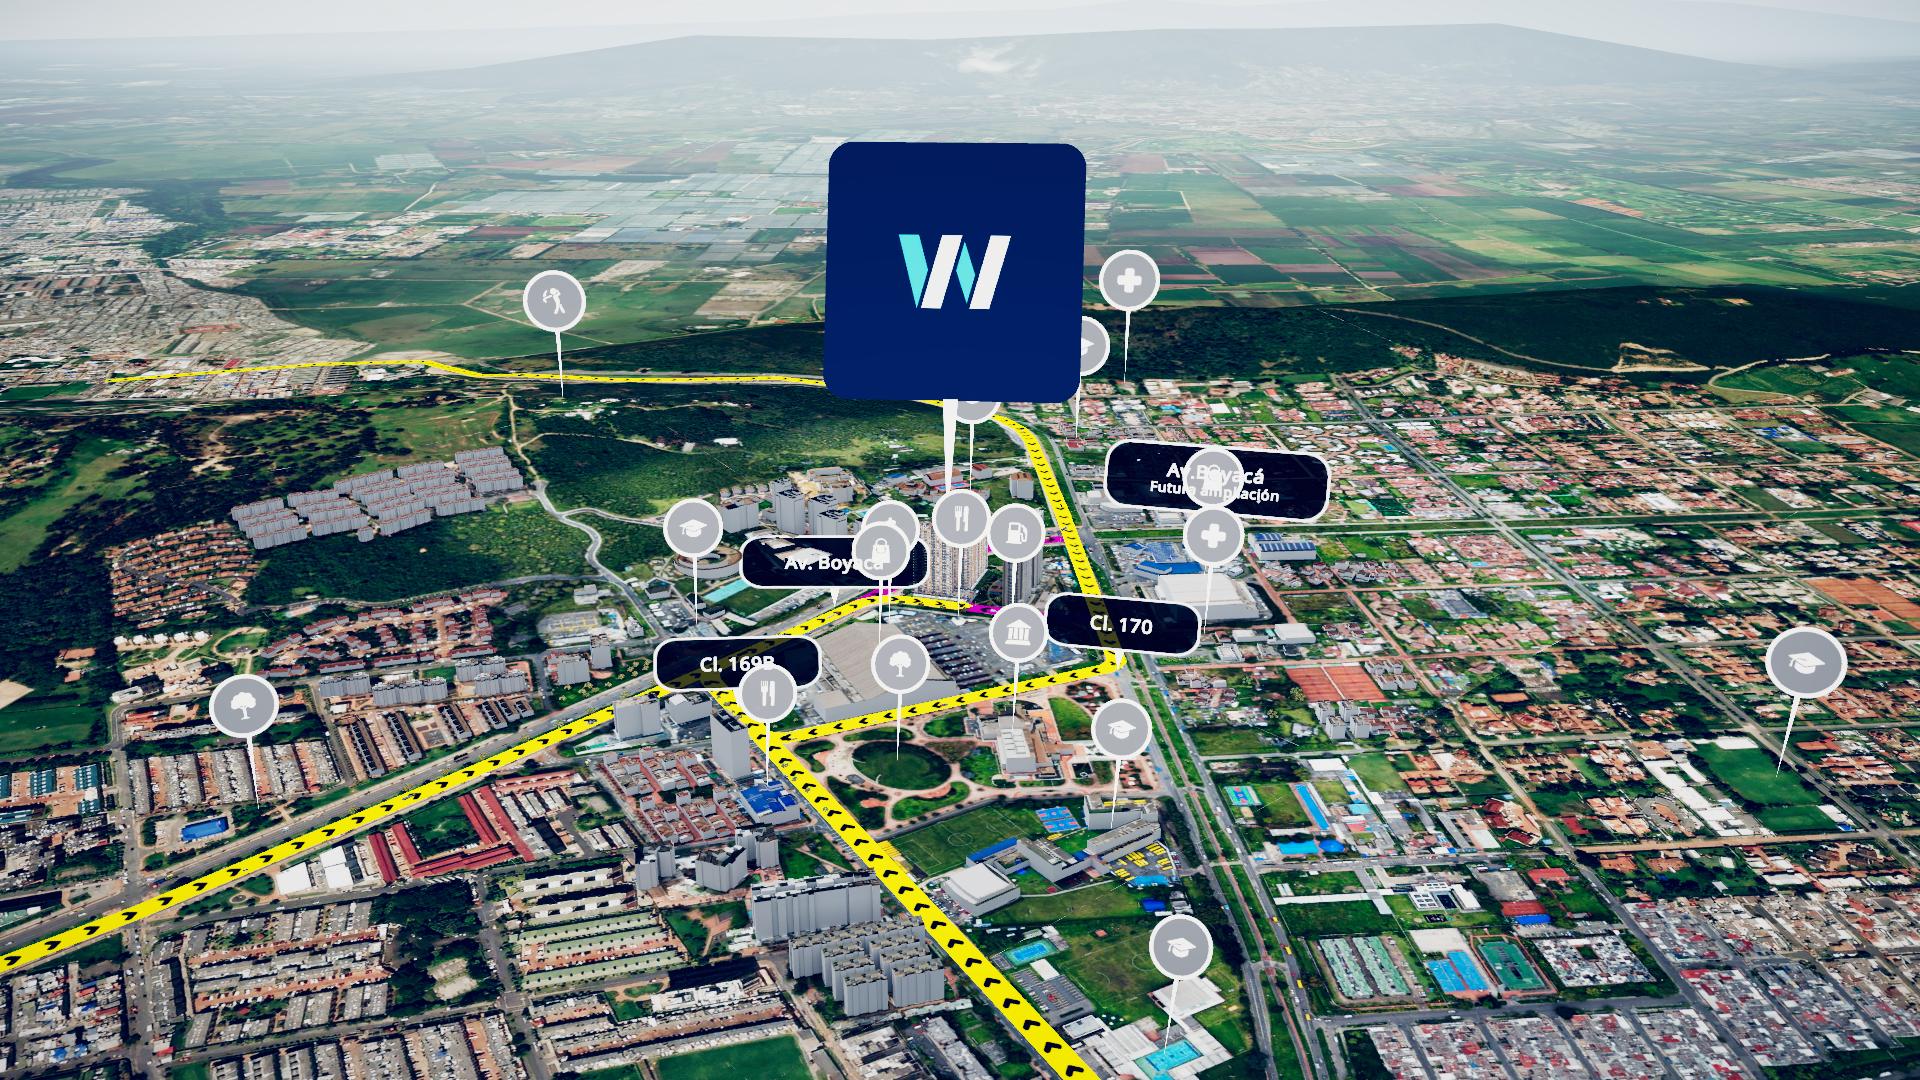 W
Av. Boyacá
Futura ampliación
Av. Boyacá
Cl. 170
Cl. 169B